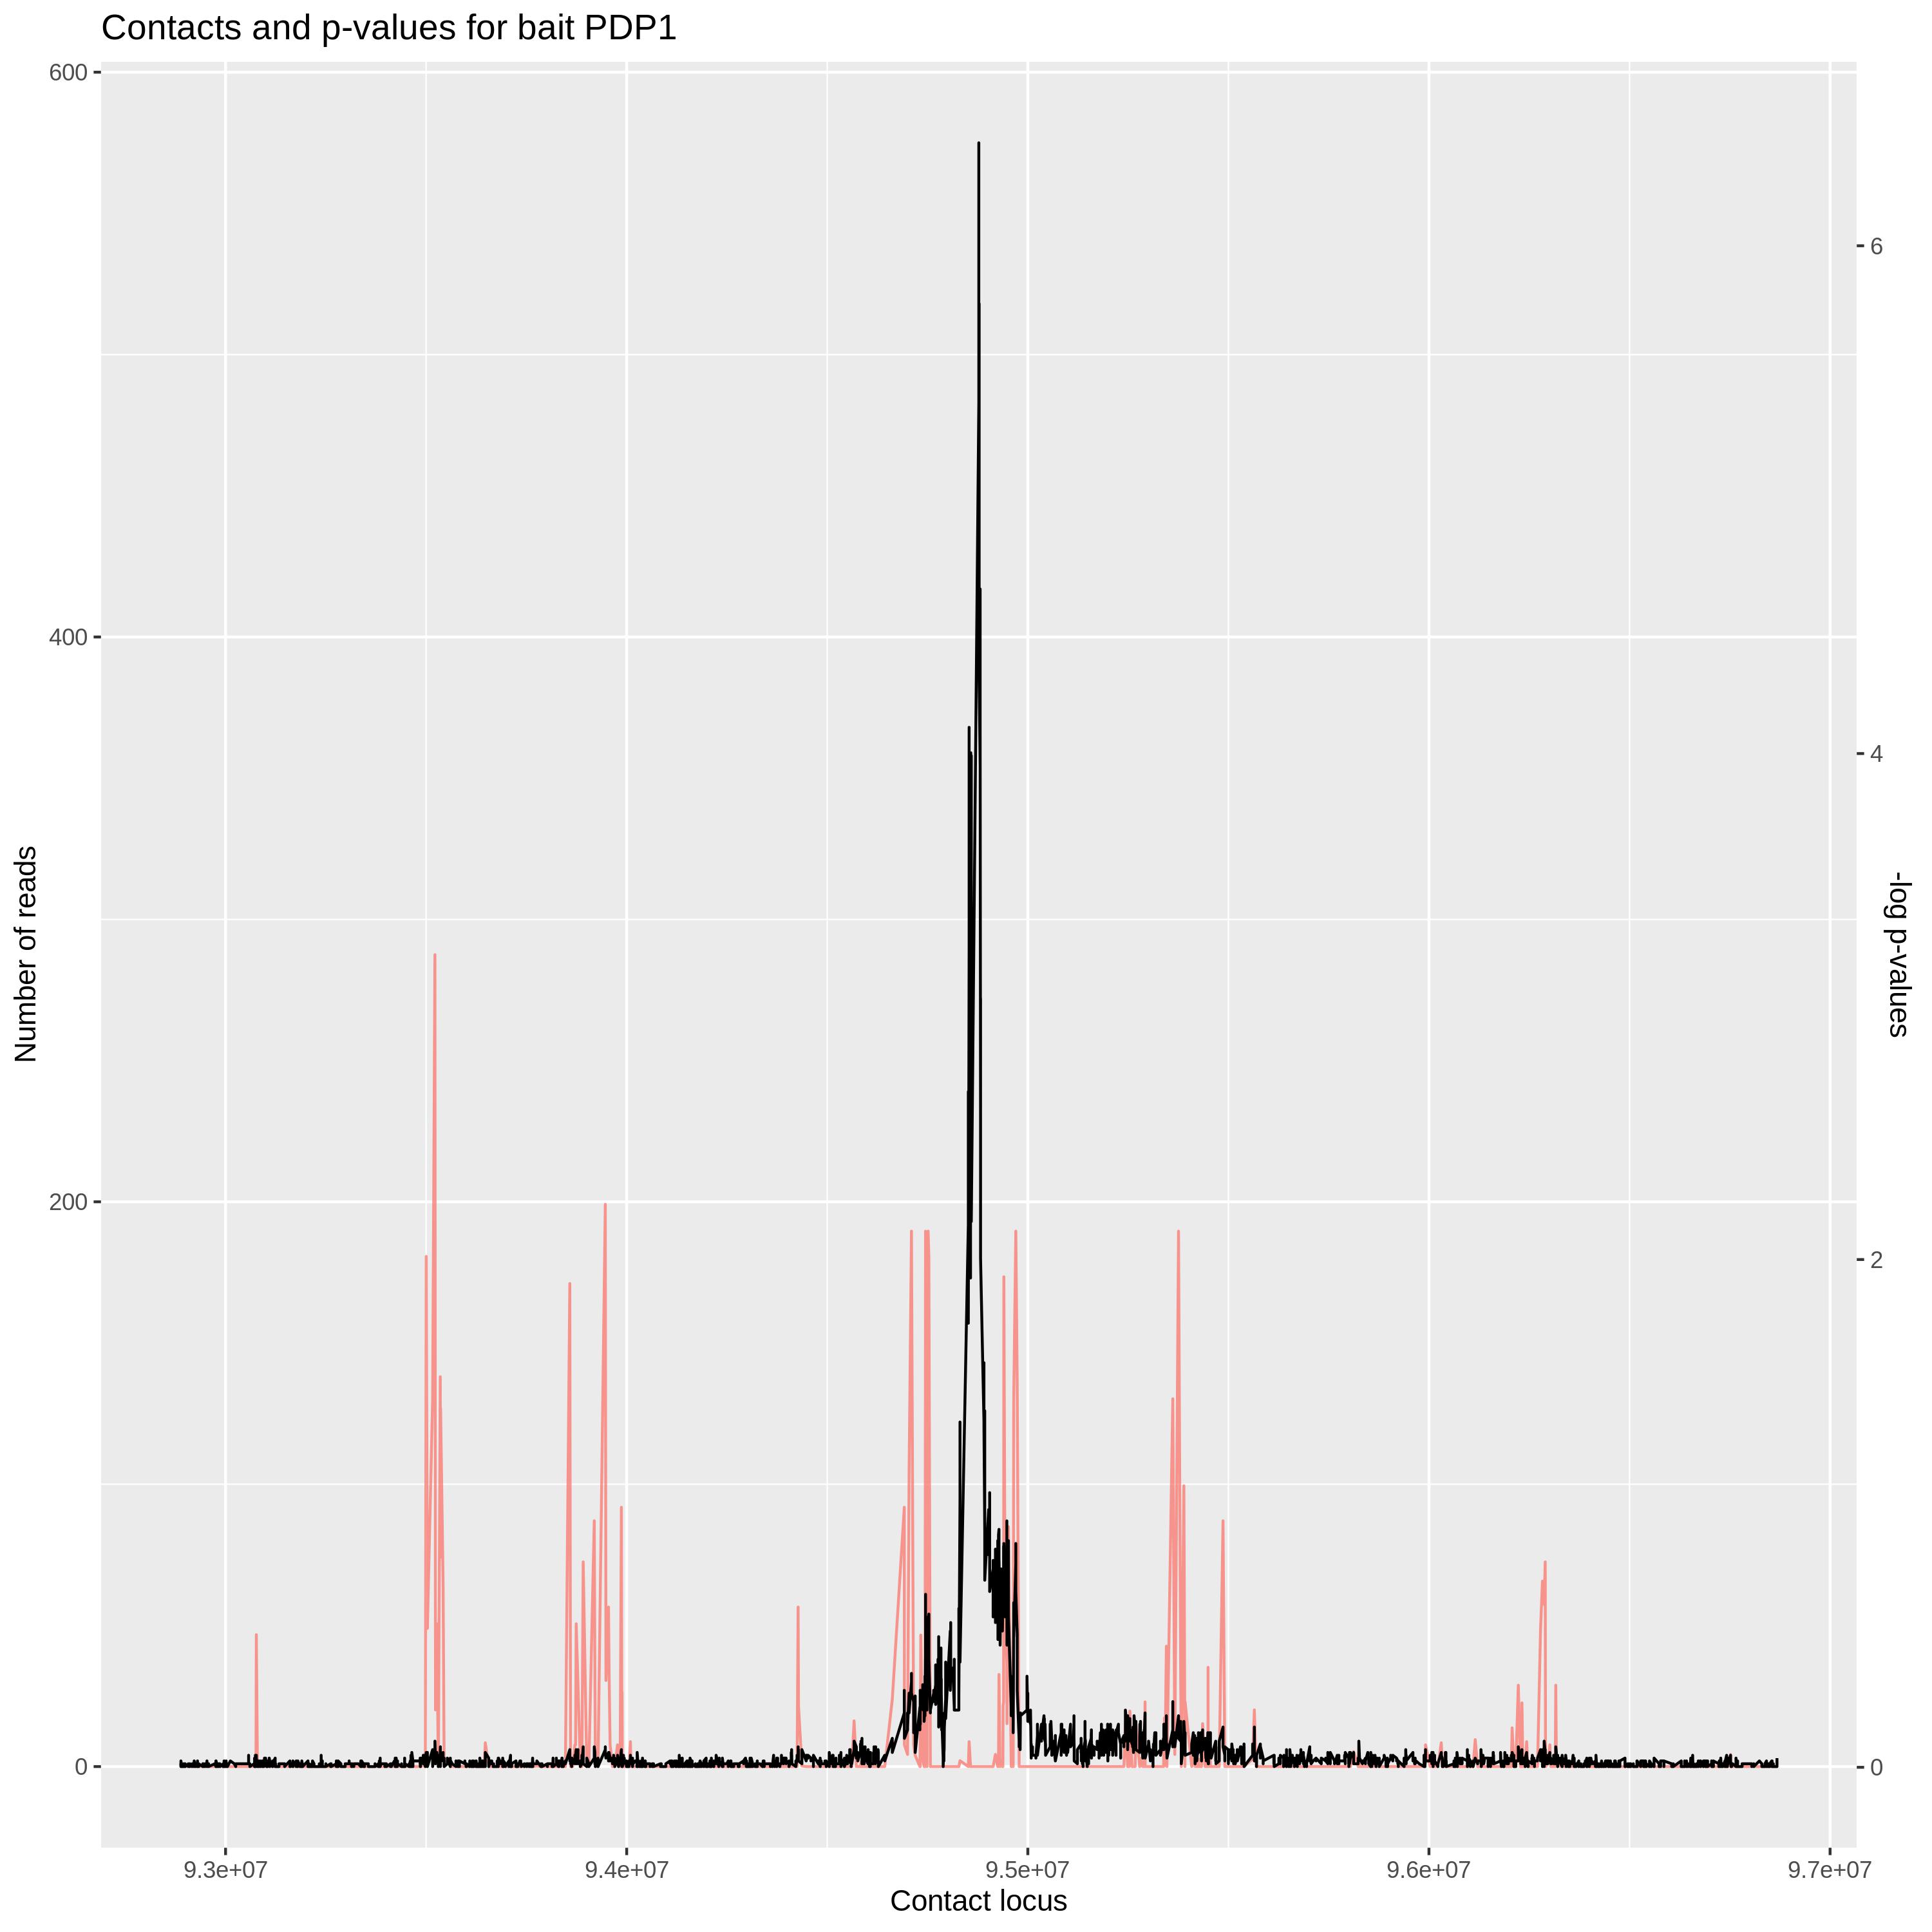 Contacts and p-values for bait PDP1
600
400
200
0
Number of reads
6
4
2
0
-log p-values
9.3e+07
9.4e+07
9.5e+07
9.6e+07
9.7e+07
Contact locus